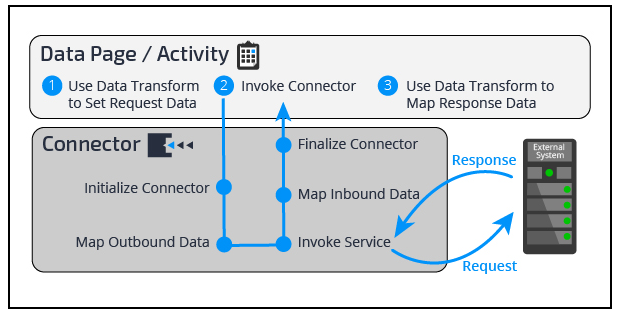 Data Page / Activity
1 Use Data Transform
to Set Request Data
2 Invoke Connector
3 Use Data Transform to
Map Response Data
Connector
Finalize Connector
Initialize Connector
Map Inbound Data
Map Outbound Data
Invoke Service
Response
External
System
Request